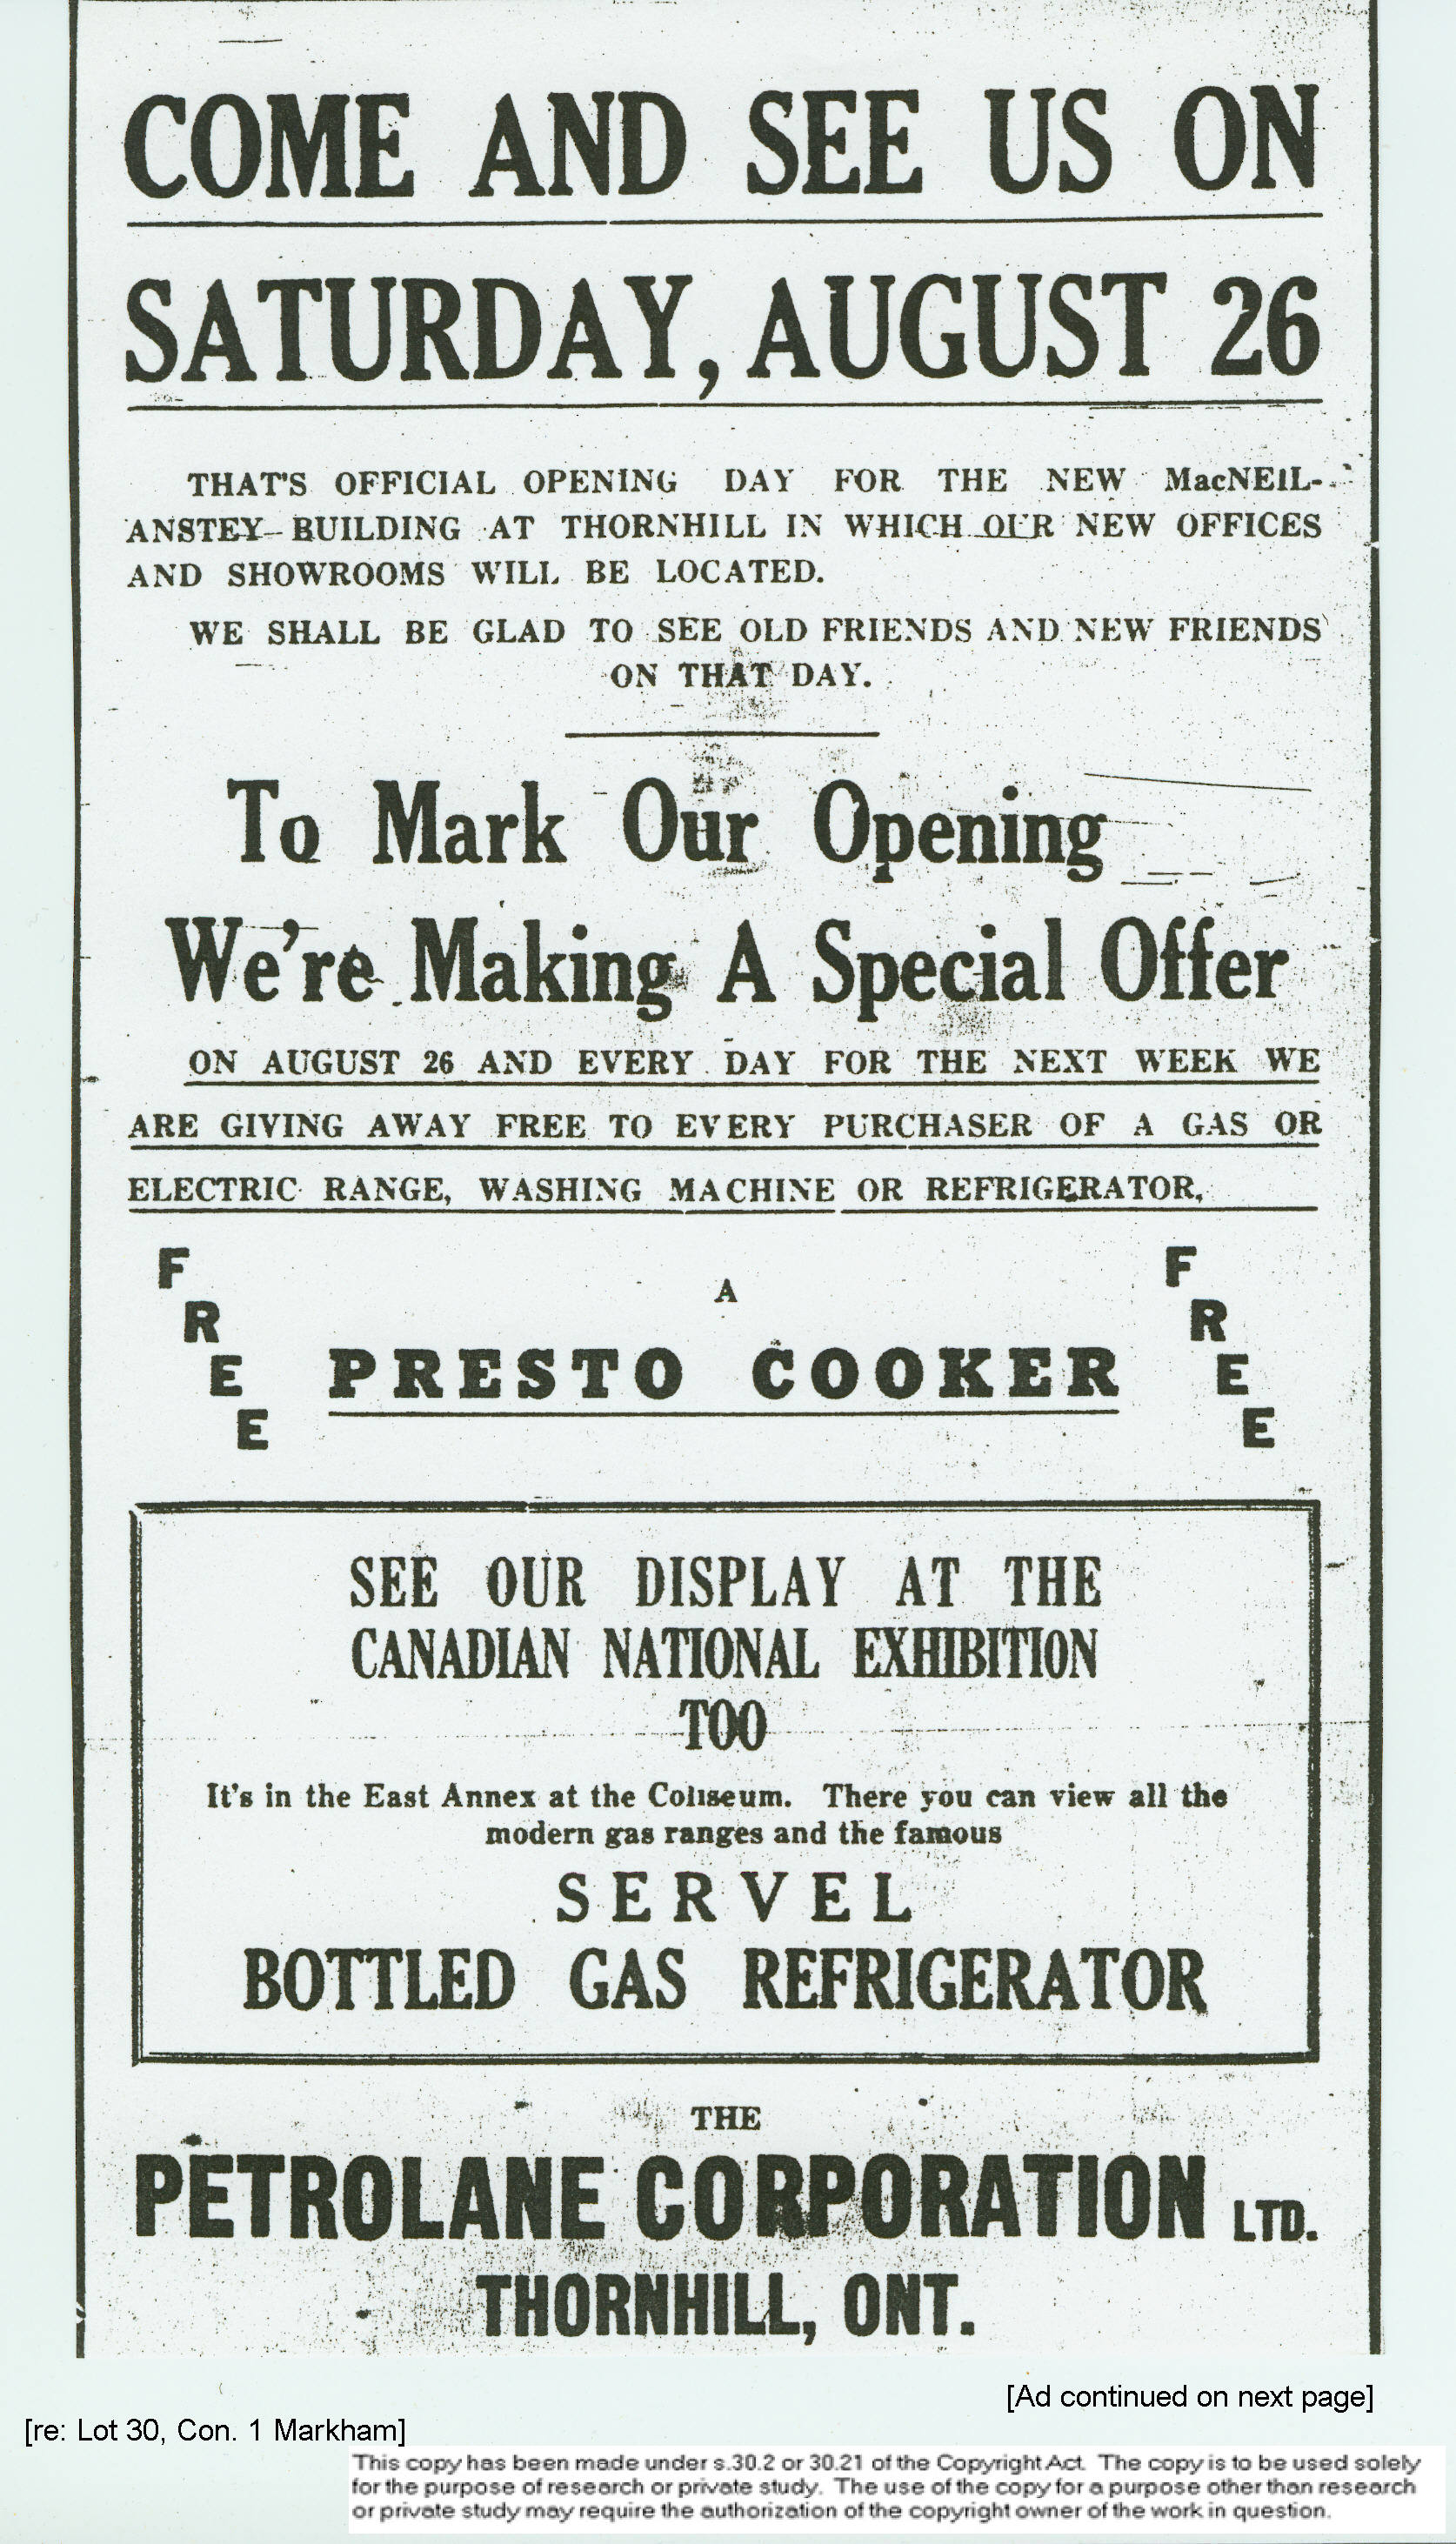 COME AND SEE US ON
SATURDAY, AUGUST 26
THAT'S OFFICIAL OPENING DAY FOR THE NEW MacNEIL-
ANSTEY BUILDING AT THORNHILL IN WHICH OUR NEW OFFICES
AND SHOWROOMS WILL BE LOCATED.
WE SHALL BE GLAD TO SEE OLD FRIENDS AND NEW FRIENDS
ON THAT DAY.
To Mark Our Opening
We're Making A Special Offer
ON AUGUST 26 AND EVERY DAY FOR THE NEXT WEEK WE
ARE GIVING AWAY FREE TO EVERY PURCHASER OF A GAS OR
ELECTRIC RANGE, WASHING MACHINE OR REFRIGERATOR,
FREE
A
PRESTO COOKER
FREE
SEE OUR DISPLAY AT THE
CANADIAN NATIONAL EXHIBITION
TOO
It's in the East Annex at the Coliseum. There you can view all the
modern gas ranges and the famous
SERVEL
BOTTLED GAS REFRIGERATOR
THE
PETROLANE CORPORATION LTD.
THORNHILL, ONT.
[Ad continued on next page]
[re: Lot 30, Con. 1 Markham]
This copy has been made under s.30.2 or 30.21 of the Copyright Act. The copy is to be used solely
for the purpose of research or private study. The use of the copy for a purpose other than research
or private study may require the authorization of the copyright owner of the work in question.